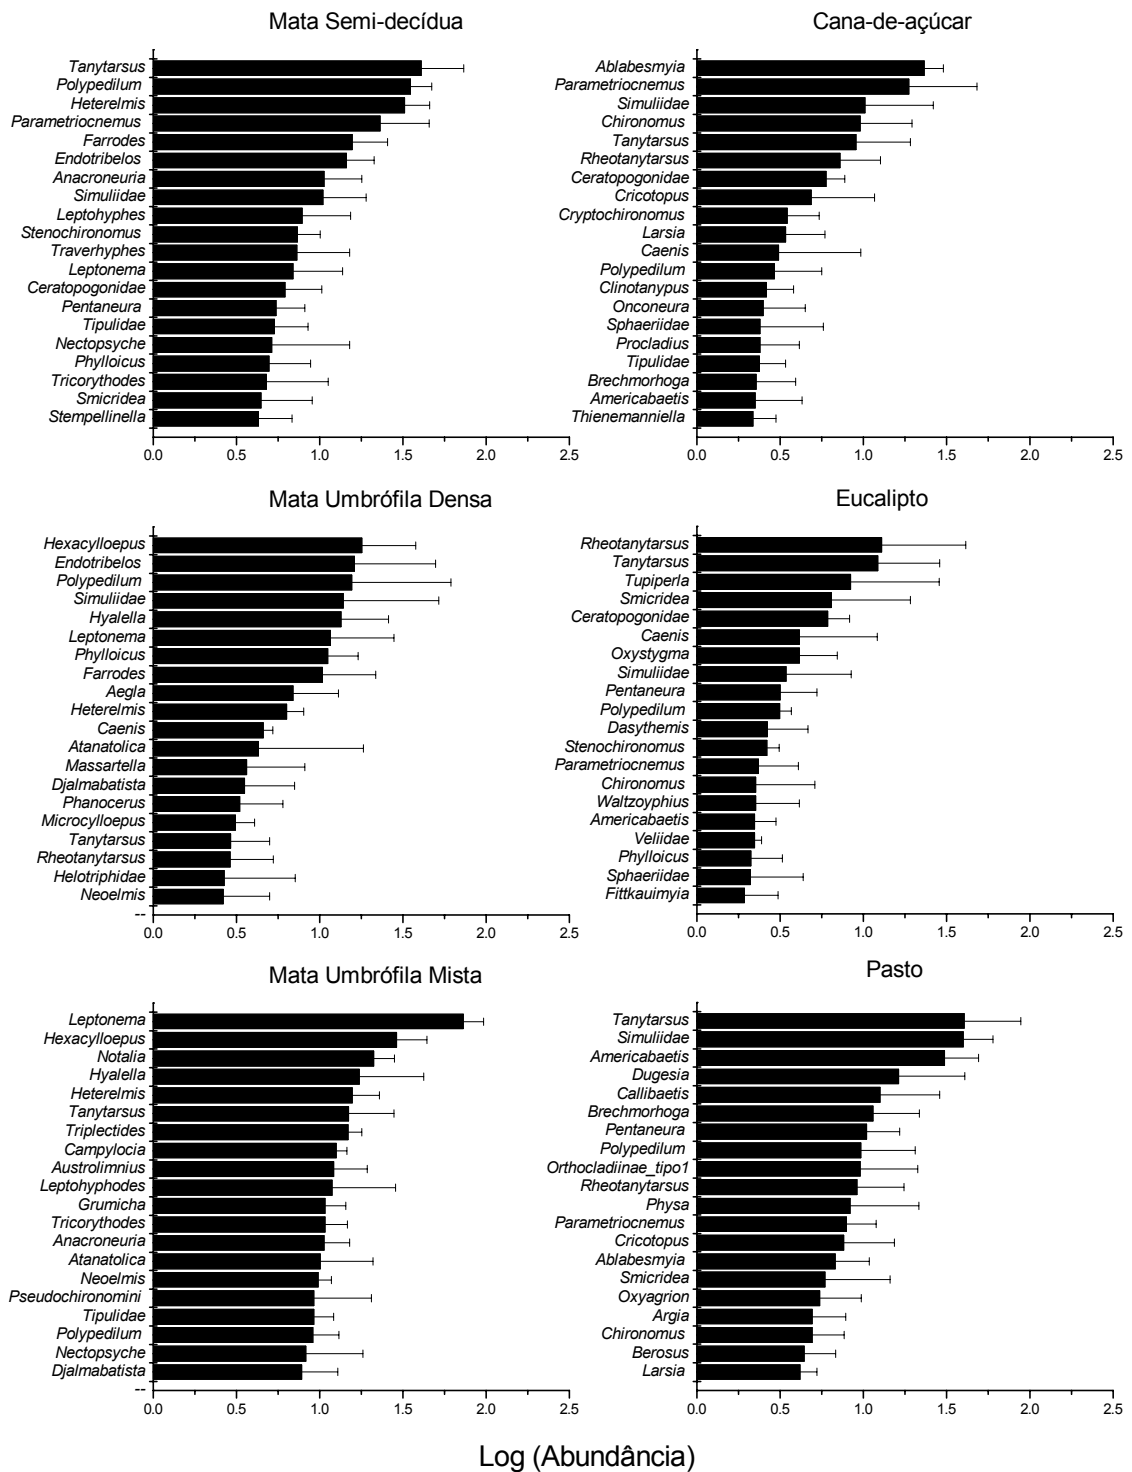 Mata Semi-decídua
Tanytarsus
Polypedilum
Heterelmis
Parametriocnemus
Farrodes
Endotribelos
Anacroneuria
Simuliidae
Leptohyphes
Stenochironomus
Traverhyphes
Leptonema
Ceratopogonidae
Pentaneura
Tipulidae
Nectopsyche
Phylloicus
Tricorythodes
Smicridea
Stempellinella
0.0 0.5 1.0 1.5 2.0 2.5
Cana-de-açúcar
Ablabesmyia
Parametriocnemus
Simuliidae
Chironomus
Tanytarsus
Rheotanytarsus
Ceratopogonidae
Cricotopus
Cryptochironomus
Larsia
Caenis
Polypedilum
Clinotanypus
Onconeura
Sphaeriidae
Procladius
Tipulidae
Brechmorhoga
Americabaetis
Thienemanniella
0.0 0.5 1.0 1.5 2.0 2.5
Mata Umbrófila Densa
Hexacylloepus
Endotribelos
Polypedilum
Simuliidae
Hyalella
Leptonema
Phylloicus
Farrodes
Aegla
Heterelmis
Caenis
Atanatolica
Massartella
Djalmabatista
Phanocerus
Microcylloepus
Tanytarsus
Rheotanytarsus
Helotriphidae
Neoelmis
--
0.0 0.5 1.0 1.5 2.0 2.5
Eucalipto
Rheotanytarsus
Tanytarsus
Tupiperla
Smicridea
Ceratopogonidae
Caenis
Oxystygma
Simuliidae
Pentaneura
Polypedilum
Dasythemis
Stenochironomus
Parametriocnemus
Chironomus
Waltzoyphius
Americabaetis
Veliidae
Phylloicus
Sphaeriidae
Fittkauimyia
0.0 0.5 1.0 1.5 2.0 2.5
Mata Umbrófila Mista
Leptonema
Hexacylloepus
Notalia
Hyalella
Heterelmis
Tanytarsus
Triplectides
Campylocia
Austrolimnius
Leptohyphodes
Grumicha
Tricorythodes
Anacroneuria
Atanatolica
Neoelmis
Pseudochironomini
Tipulidae
Polypedilum
Nectopsyche
Djalmabatista
--
0.0 0.5 1.0 1.5 2.0 2.5
Pasto
Tanytarsus
Simuliidae
Americabaetis
Dugesia
Callibaetis
Brechmorhoga
Pentaneura
Polypedilum
Orthocladiinae_tipo1
Rheotanytarsus
Physa
Parametriocnemus
Cricotopus
Ablabesmyia
Smicridea
Oxyagrion
Argia
Chironomus
Berosus
Larsia
0.0 0.5 1.0 1.5 2.0 2.5
Log (Abundância)